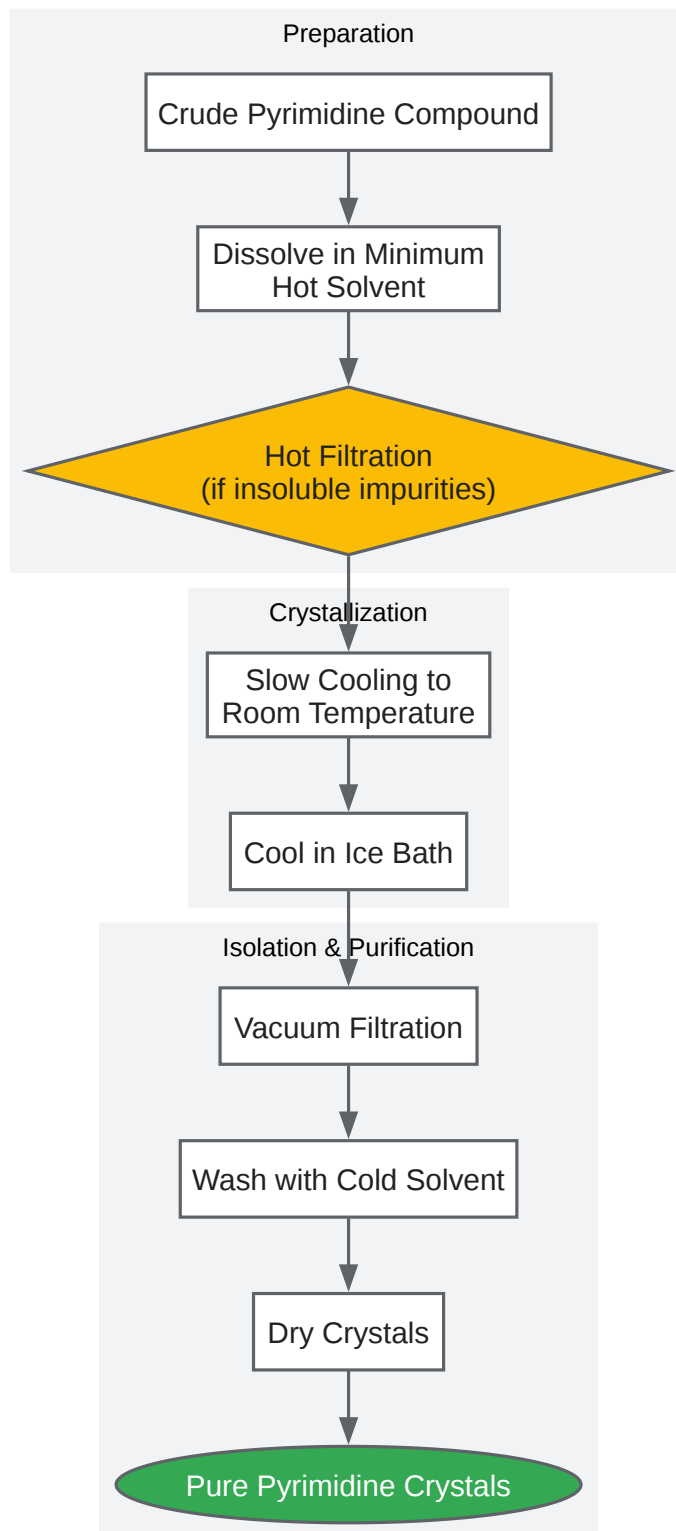 Preparation
Crude Pyrimidine Compound
Dissolve in Minimum
Hot Solvent
Hot Filtration
(if insoluble impurities)
Crystallization
Slow Cooling to
Room Temperature
Cool in Ice Bath
Isolation & Purification
Vacuum Filtration
Wash with Cold Solvent
Dry Crystals
Pure Pyrimidine Crystals